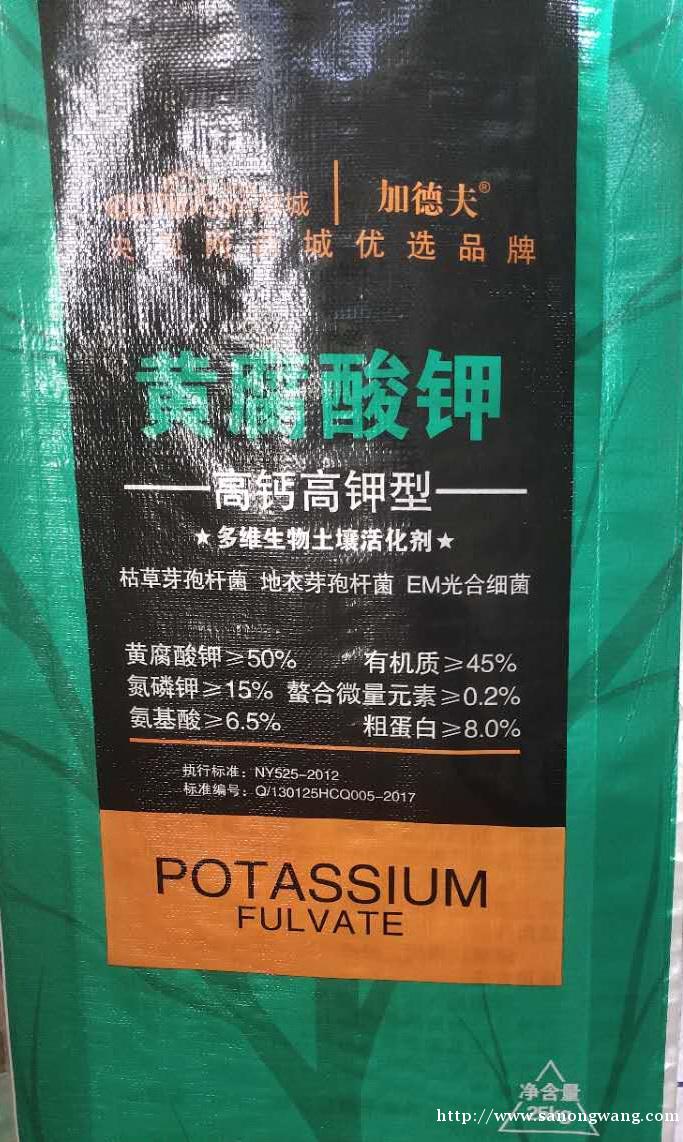 城 | 加德夫®
央 网商城优选品牌
黄腐酸钾
高钙高钾型
★多维生物土壤活化剂★
枯草芽孢杆菌 地衣芽孢杆菌 EM光合细菌
黄腐酸钾≥50% 有机质≥45%
氮磷钾≥15% 螯合微量元素≥0.2%
氨基酸≥6.5% 粗蛋白≥8.0%
执行标准：NY525-2012
标准编号：Q/130125HCQ005-2017
POTASSIUM
FULVATE
净含量
25kg
http://www.sanongwang.com